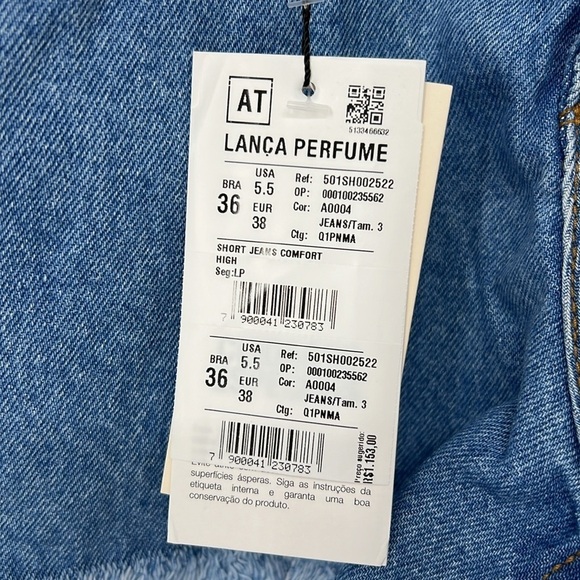 AT
5133466632
LANÇA PERFUME
BRA USA Ref: 501SH002522
36 5.5 OP: 000100235562
EUR Cor: A0004
38 JEANS/Tam. 3
Ctg: Q1PNMA
SHORT JEANS COMFORT
HIGH
Seg:LP
7 900041 230783
BRA USA Ref: 501SH002522
36 5.5 OP: 000100235562
EUR Cor: A0004
38 JEANS/Tam. 3
Ctg: Q1PNMA
7 900041 230783
Preço sugerido:
R$1.153,00
superfícies ásperas. Siga as instruções da
etiqueta interna e garanta uma boa
conservação do produto.